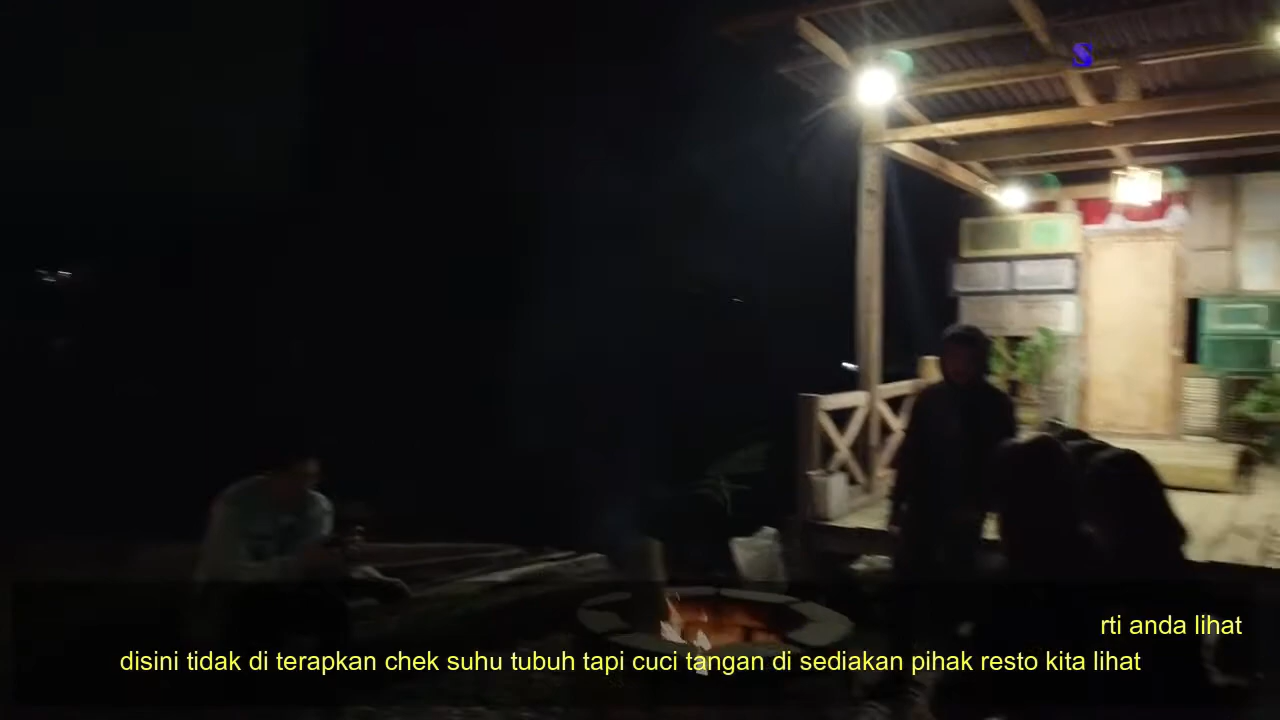 S
rti anda lihat
disini tidak di terapkan chek suhu tubuh tapi cuci tangan di sediakan pihak resto kita lihat